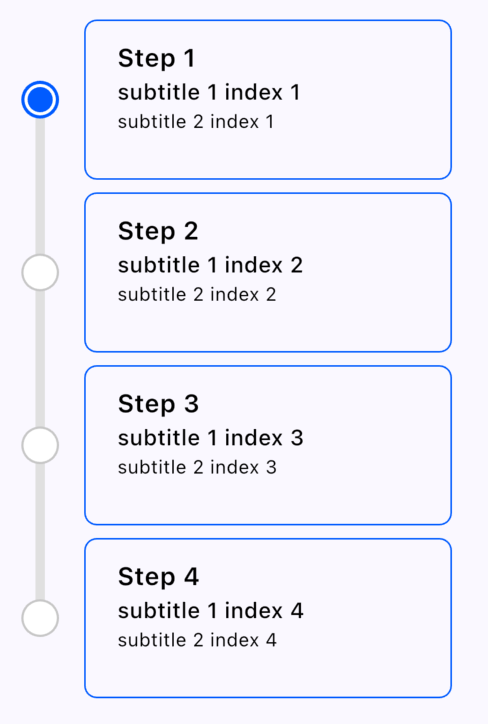 Step 1
subtitle 1 index 1
subtitle 2 index 1
Step 2
subtitle 1 index 2
subtitle 2 index 2
Step 3
subtitle 1 index 3
subtitle 2 index 3
Step 4
subtitle 1 index 4
subtitle 2 index 4